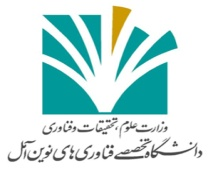 وزارت علوم، تحقیقات و فناوری
دانشگاه تخصصی فناوری های نوین آمل